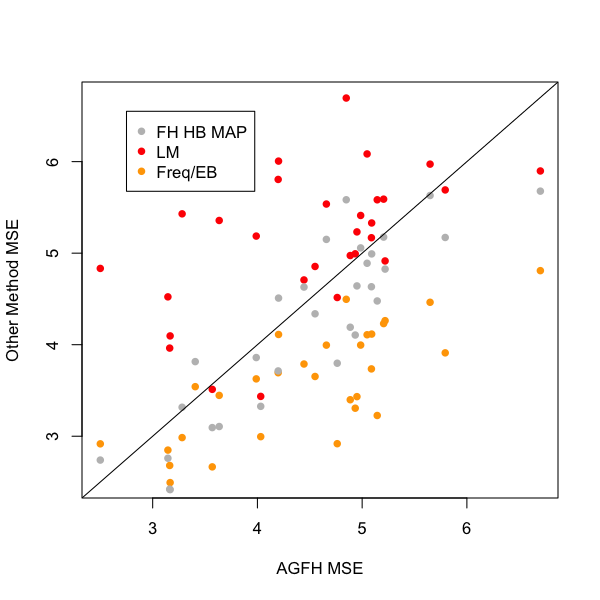 FH HB MAP
LM
Freq/EB
Other Method MSE
6
5
4
3
3 4 5 6
AGFH MSE